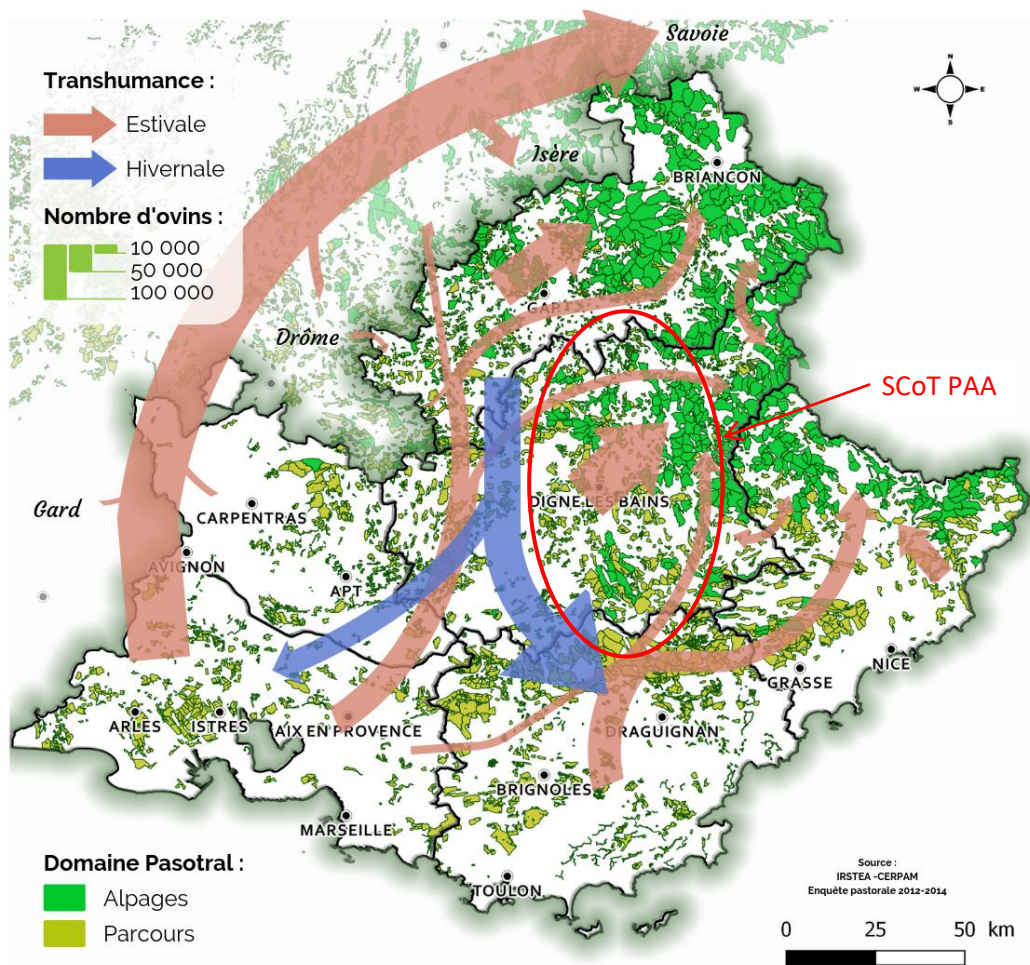 Transhumance :
Estivale
Hivernale
Nombre d'ovins :
10 000
50 000
100 000
Savoie
Isère
Drôme
Gard
N
W
E
S
BRIANÇON
GAP
SCoT PAA
DIGNE LES BAINS
CARPENTRAS
AVIGNON
APT
NICE
GRASSE
ARLES
ISTRES
AIX EN PROVENCE
DRAGUIGNAN
BRIGNOLES
MARSEILLE
TOULON
Domaine Pasotral :
Alpages
Parcours
Source :
IRSTEA -CERPAM
Enquête pastorale 2012-2014
0 25 50 km